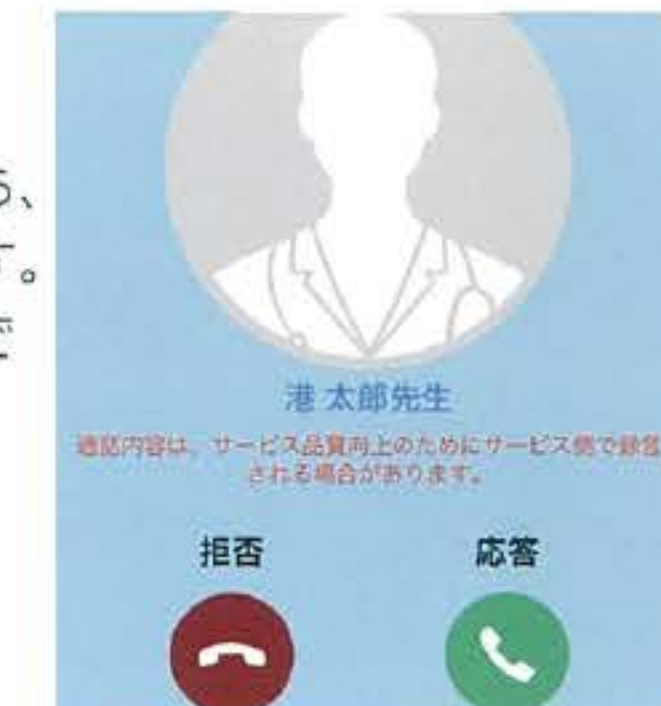 ら、
す。
港 太郎先生
通話内容は、サービス品質向上のためにサービス側で録音
される場合があります。
拒否
応答